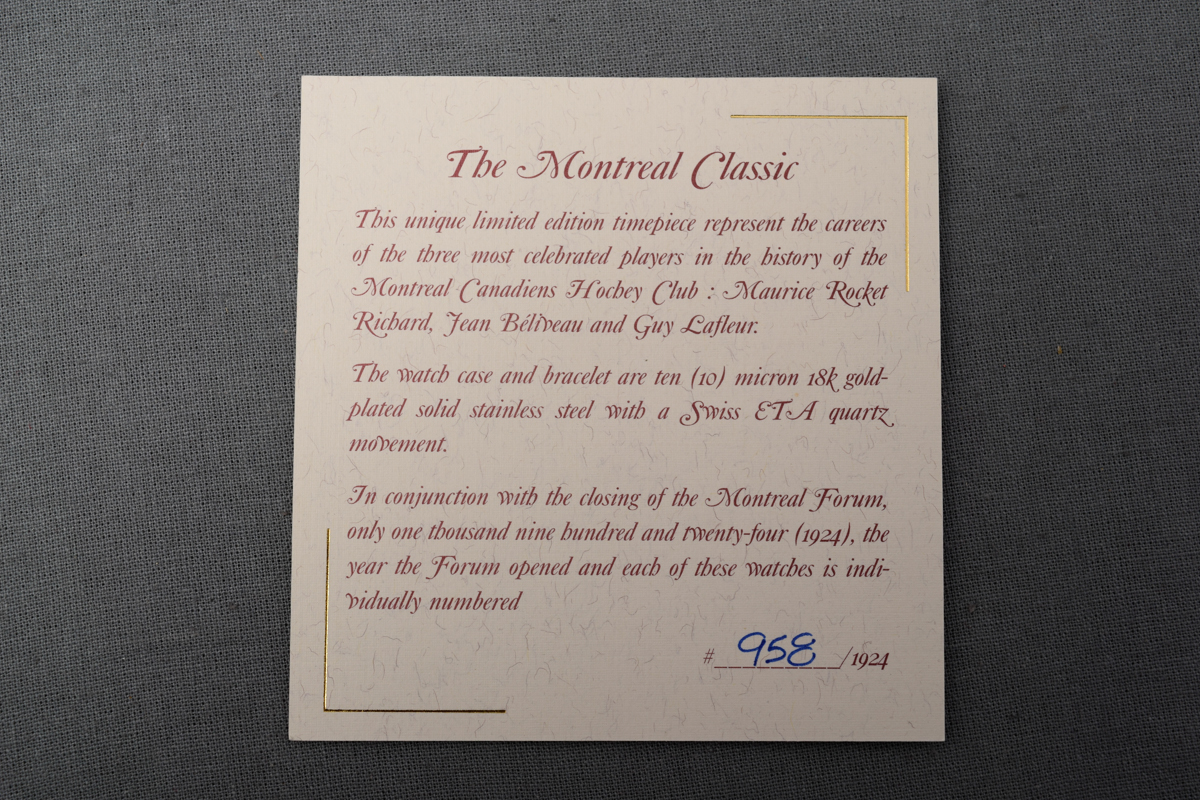 The Montreal Classic
This unique limited edition timepiece represent the careers
of the three most celebrated players in the history of the
Montreal Canadiens Hockey Club : Maurice Rocket
Richard, Jean Béliveau and Guy Lafleur.
The watch case and bracelet are ten (10) micron 18k gold-
plated solid stainless steel with a Swiss ETA quartz
movement.
In conjunction with the closing of the Montreal Forum,
only one thousand nine hundred and twenty-four (1924), the
year the Forum opened and each of these watches is indi-
vidually numbered
# 958 /1924